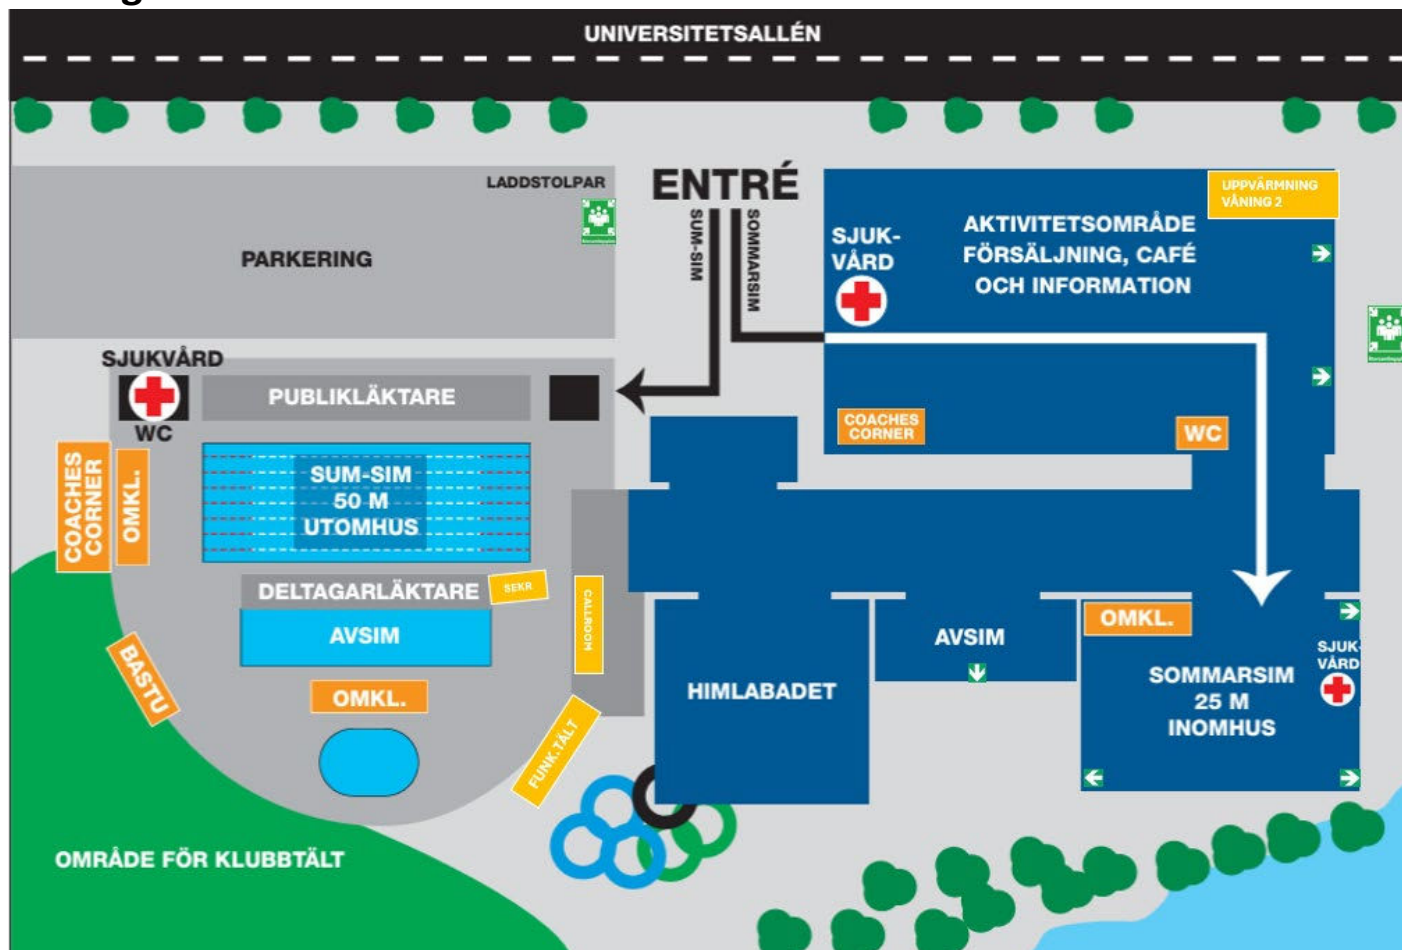 UNIVERSITETSALLÉN
LADDSTOLPAR
PARKERING
ENTRÉ
SUM-SIM
SOMMARSIM
SJUK-
VÅRD
AKTIVITETSOMRÅDE
FÖRSÄLJNING, CAFÉ
OCH INFORMATION
UPPVÄRMNING
VÅNING 2
SJUKVÅRD
WC
PUBLIKLÄKTARE
COACHES
CORNER
WC
COACHES
CORNER
OMKL.
SUM-SIM
50 M
UTOMHUS
DELTAGARLÄKTARE
SEKR
CALLROOM
AVSIM
BASTU
OMKL.
FUNK.TÄLT
HIMLABADET
AVSIM
OMKL.
SOMMARSIM
25 M
INOMHUS
SJUK-
VÅRD
OMRÅDE FÖR KLUBBTÄLT